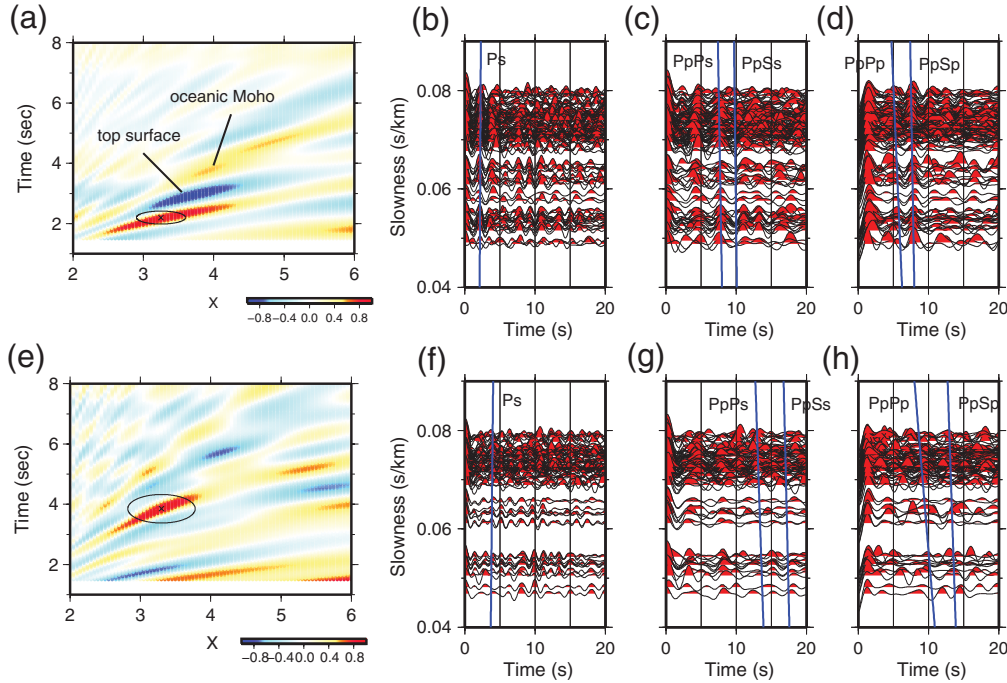 (a)
8
6
4
2
Time (sec)
oceanic Moho
top surface
2 3 4 5 6
X
−0.8−0.4 0.0 0.4 0.8
(b)
Ps
0.08
0.06
0.04
Slowness (s/km)
0 10 20
Time (s)
(c)
PpPs
PpSs
0 10 20
Time (s)
(d)
PpPp
PpSp
0 10 20
Time (s)
(e)
8
6
4
2
Time (sec)
2 3 4 5 6
X
−0.8−0.4 0.0 0.4 0.8
(f)
Ps
0.08
0.06
0.04
Slowness (s/km)
0 10 20
Time (s)
(g)
PpPs
PpSs
0 10 20
Time (s)
(h)
PpPp
PpSp
0 10 20
Time (s)